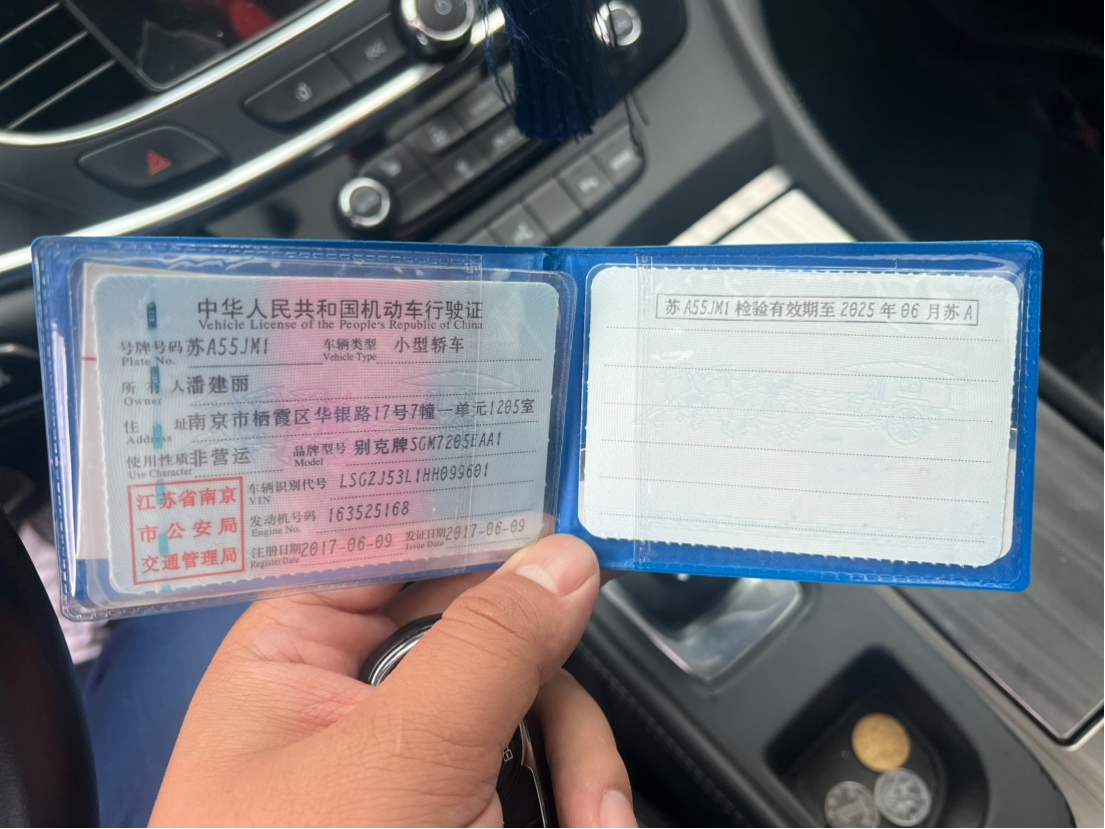 中华人民共和国机动车行驶证
Vehicle License of the People's Republic of China
号牌号码 苏A55JM1 车辆类型 小型轿车
Plate No. Vehicle Type
所有人 潘建丽
Owner
住址 南京市栖霞区华银路17号7幢一单元1205室
Address
使用性质 非营运 品牌型号 别克牌SGM7205EAA1
Use Character Model
车辆识别代号 LSGZJ53L1HH099601
VIN
发动机号码 163525168
Engine No.
注册日期 2017-06-09 发证日期 2017-06-09
Register Date Issue Date
江苏省南京
市公安局
交通管理局
苏A55JM1 检验有效期至 2025年06月苏A